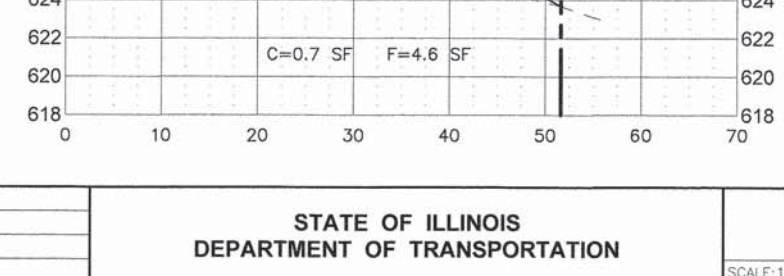 624 624
622 622
C=0.7 SF F=4.6 SF
620 620
618 618
0 10 20 30 40 50 60 70
STATE OF ILLINOIS
DEPARTMENT OF TRANSPORTATION
SCALE: